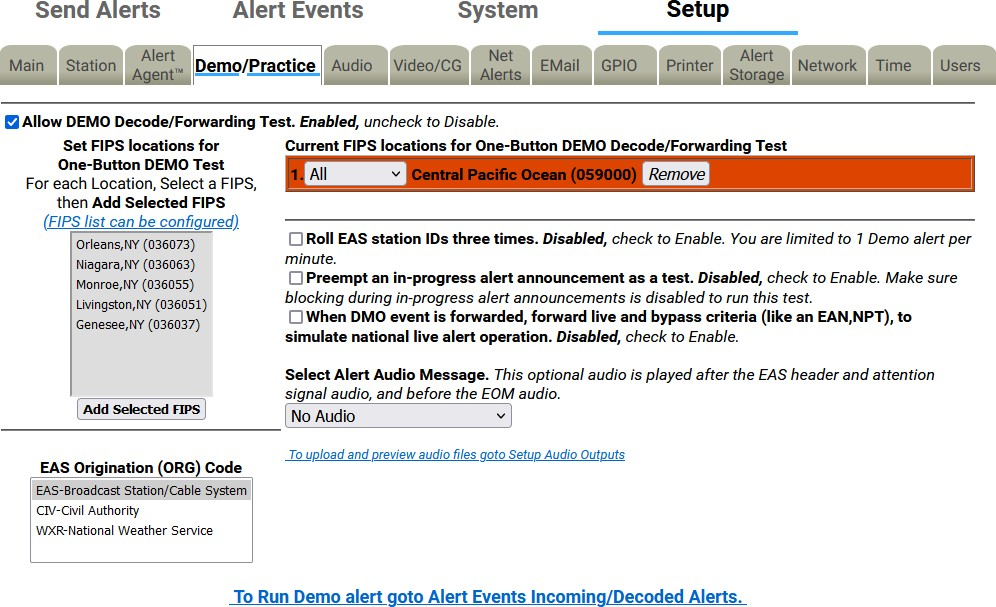 Send Alerts Alert Events System Setup
Main Station Alert Agent™ Demo/Practice Audio Video/CG Net Alerts EMail GPIO Printer Alert Storage Network Time Users
Allow DEMO Decode/Forwarding Test. Enabled, uncheck to Disable.
Set FIPS locations for
One-Button DEMO Test
For each Location, Select a FIPS,
then Add Selected FIPS
(FIPS list can be configured)
Orleans,NY (036073)
Niagara,NY (036063)
Monroe,NY (036055)
Livingston,NY (036051)
Genesee,NY (036037)
Add Selected FIPS
EAS Origination (ORG) Code
EAS-Broadcast Station/Cable System
CIV-Civil Authority
WXR-National Weather Service
Current FIPS locations for One-Button DEMO Decode/Forwarding Test
1. All Central Pacific Ocean (059000) Remove
Roll EAS station IDs three times. Disabled, check to Enable. You are limited to 1 Demo alert per
minute.
Preempt an in-progress alert announcement as a test. Disabled, check to Enable. Make sure
blocking during in-progress alert announcements is disabled to run this test.
When DMO event is forwarded, forward live and bypass criteria (like an EAN,NPT), to
simulate national live alert operation. Disabled, check to Enable.
Select Alert Audio Message. This optional audio is played after the EAS header and attention
signal audio, and before the EOM audio.
No Audio
To upload and preview audio files goto Setup Audio Outputs
To Run Demo alert goto Alert Events Incoming/Decoded Alerts.